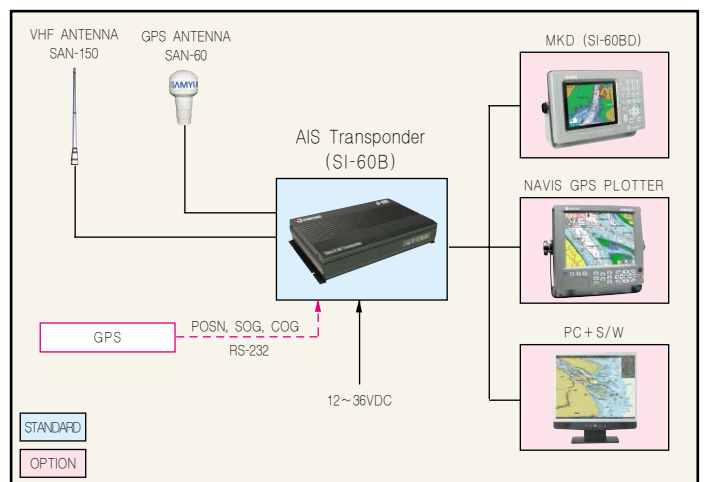 VHF ANTENNA
SAN-150
GPS ANTENNA
SAN-60
MKD (SI-60BD)
AIS Transponder
(SI-60B)
NAVIS GPS PLOTTER
GPS
POSN, SOG, COG
RS-232
12~36VDC
PC+S/W
STANDARD
OPTION